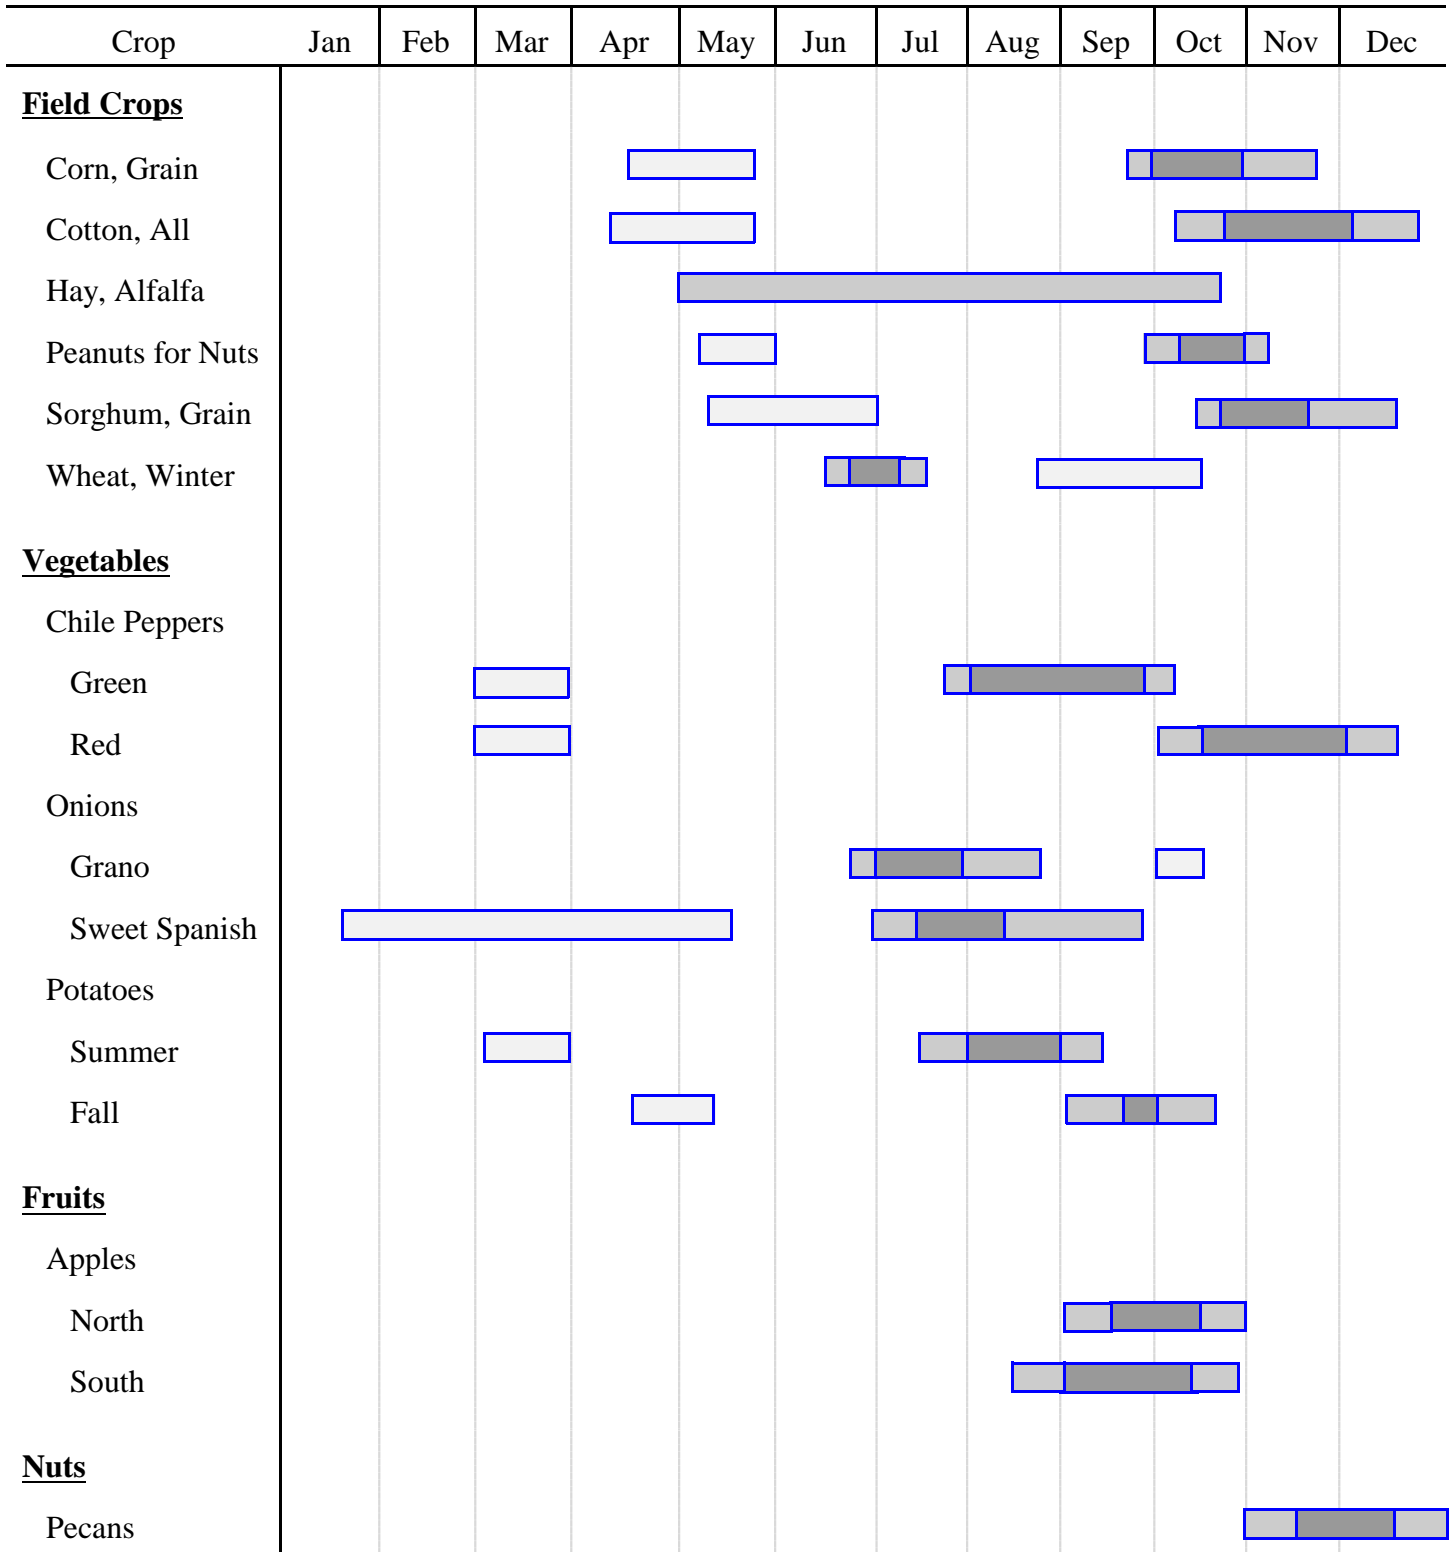 Crop Jan Feb Mar Apr May Jun Jul Aug Sep Oct Nov Dec
Field Crops
Corn, Grain
Cotton, All
Hay, Alfalfa
Peanuts for Nuts
Sorghum, Grain
Wheat, Winter
Vegetables
Chile Peppers
Green
Red
Onions
Grano
Sweet Spanish
Potatoes
Summer
Fall
Fruits
Apples
North
South
Nuts
Pecans